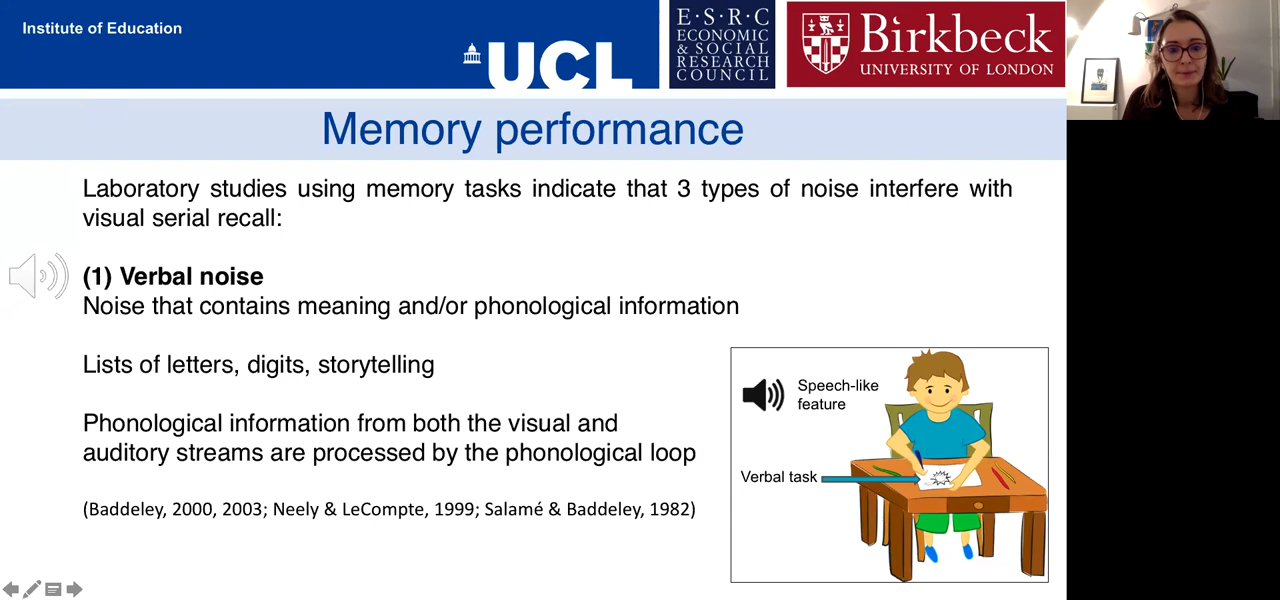 Institute of Education
UCL
E·S·R·C
ECONOMIC
& SOCIAL
RESEARCH
COUNCIL
Birkbeck
UNIVERSITY OF LONDON
Memory performance
Laboratory studies using memory tasks indicate that 3 types of noise interfere with
visual serial recall:
(1) Verbal noise
Noise that contains meaning and/or phonological information
Lists of letters, digits, storytelling
Phonological information from both the visual and
auditory streams are processed by the phonological loop
(Baddeley, 2000, 2003; Neely & LeCompte, 1999; Salamé & Baddeley, 1982)
Speech-like
feature
Verbal task